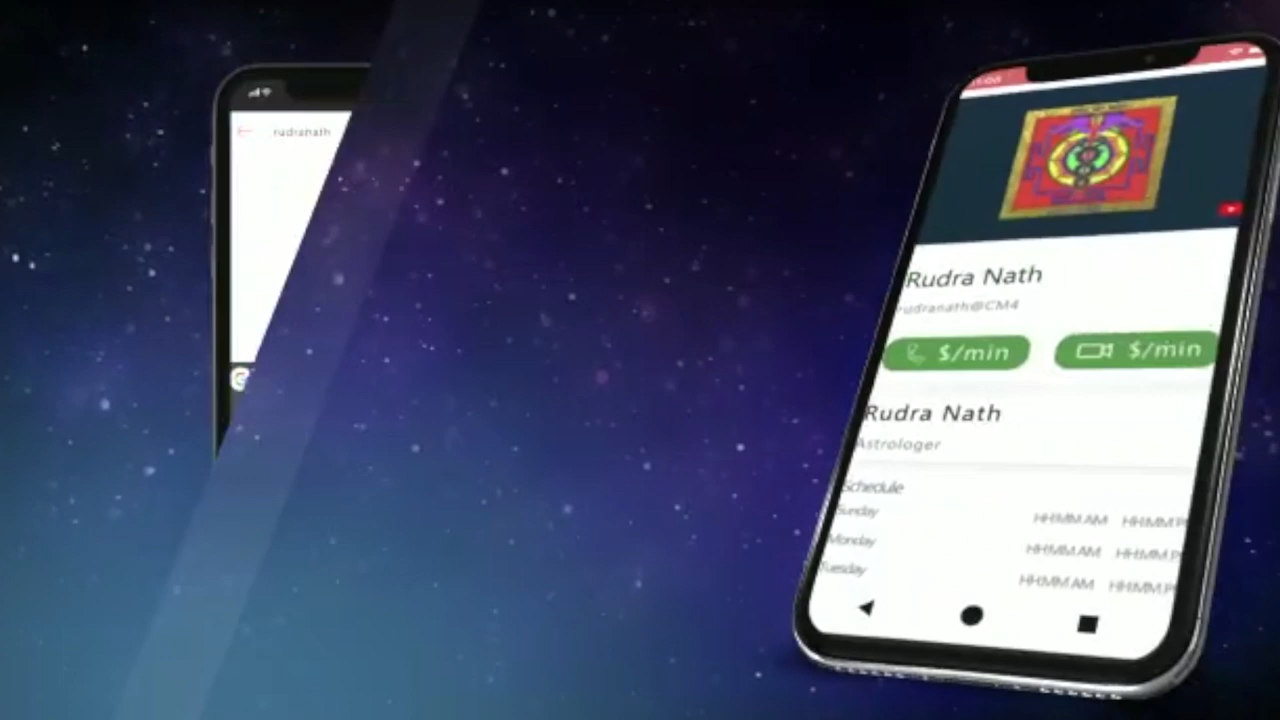 rudranath
Rudra Nath
rudranath@CM4
$/min $/min
Rudra Nath
Astrologer
Schedule
Sunday HH:MM AM
Monday HH:MM AM
Tuesday HH:MM AM